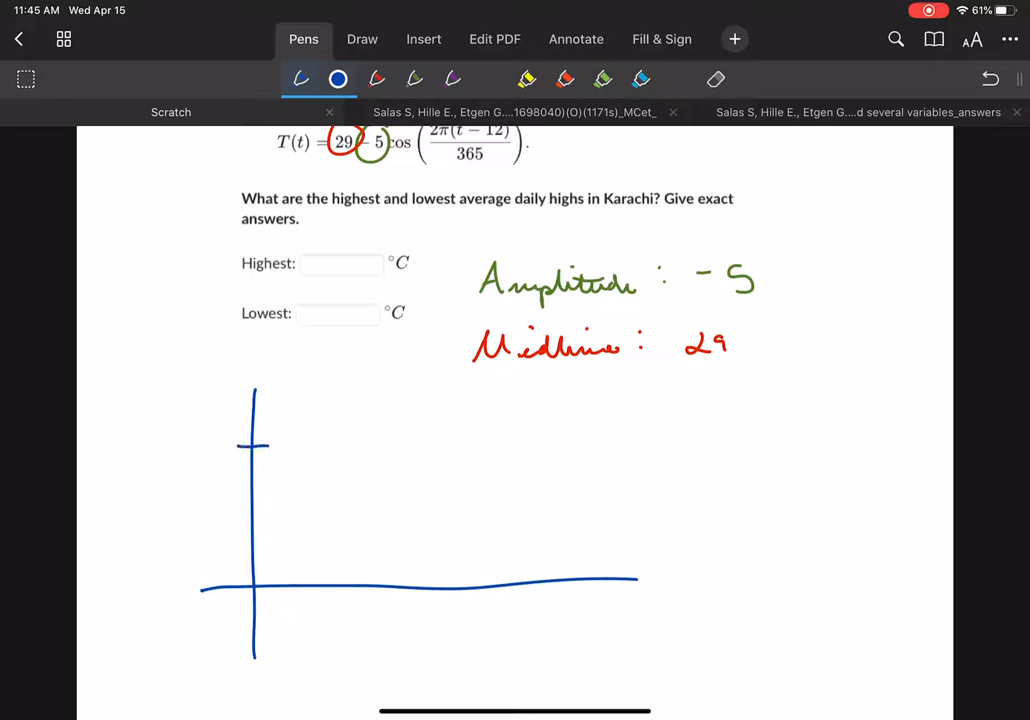 11:45 AM Wed Apr 15 61%
Pens Draw Insert Edit PDF Annotate Fill & Sign AA
Scratch × Salas S, Hille E., Etgen G....1698040)(O)(1171s)_MCet_ × Salas S, Hille E., Etgen G....d several variables_answers
T(t) = 29 − 5 cos ( 2π(t − 12) / 365 ).
What are the highest and lowest average daily highs in Karachi? Give exact
answers.
Highest: °C
Amplitude : - 5
Lowest: °C
Midline : 29